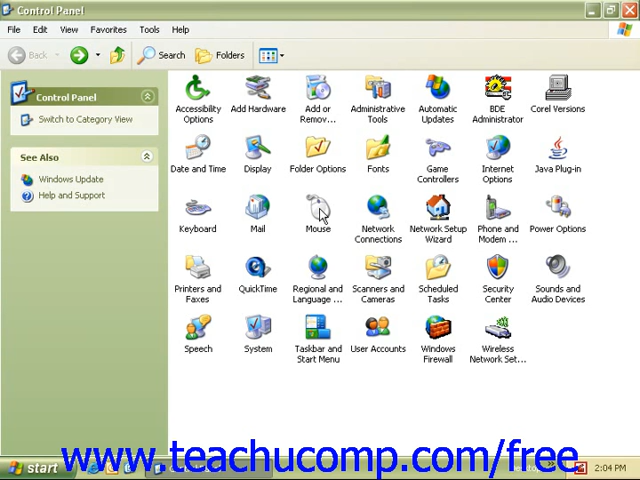 Control Panel
File Edit View Favorites Tools Help
Back Search Folders
Control Panel
Switch to Category View
See Also
Windows Update
Help and Support
Accessibility Options
Add Hardware
Add or Remov...
Administrative Tools
Automatic Updates
BDE Administrator
Corel Versions
Date and Time
Display
Folder Options
Fonts
Game Controllers
Internet Options
Java Plug-in
Keyboard
Mail
Mouse
Network Connections
Network Setup Wizard
Phone and Modem ...
Power Options
Printers and Faxes
QuickTime
Regional and Language ...
Scanners and Cameras
Scheduled Tasks
Security Center
Sounds and Audio Devices
Speech
System
Taskbar and Start Menu
User Accounts
Windows Firewall
Wireless Network Set...
start
www.teachucomp.com/free
2:04 PM